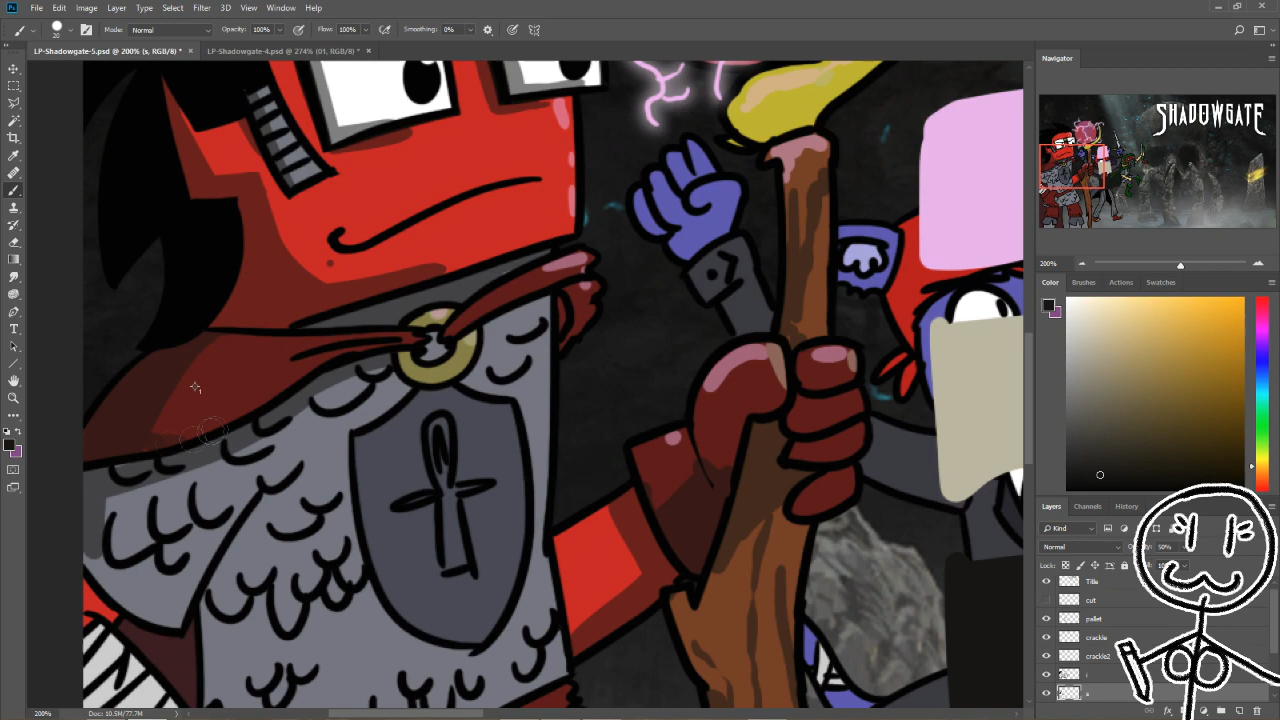 File Edit Image Layer Type Select Filter 3D View Window Help
20 Mode: Normal Opacity: 100% Flow: 100% Smoothing: 0%
LP-Shadowgate-5.psd @ 200% (s, RGB/8) * × LP-Shadowgate-4.psd @ 274% (01, RGB/8) * ×
Navigator
SHADOWGATE
200%
Color Brushes Actions Swatches
Layers Channels History
Kind
Normal 50%
Lock:
Title
cut
pallet
crackle
crackle2
i
s
200% Doc: 10.5M/77.7M